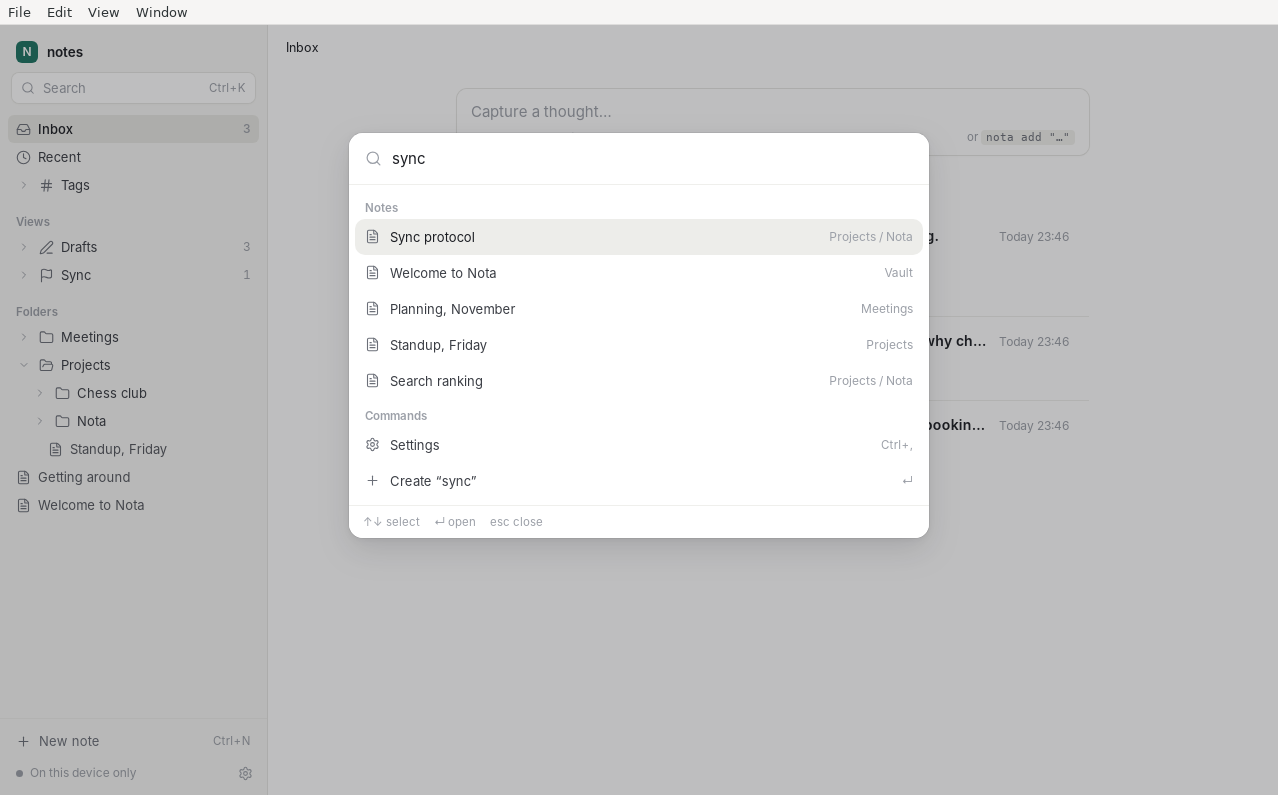 File Edit View Window
N notes
Search Ctrl+K
Inbox 3
Recent
Tags
Views
Drafts 3
Sync 1
Folders
Meetings
Projects
Chess club
Nota
Standup, Friday
Getting around
Welcome to Nota
New note Ctrl+N
On this device only
Inbox
Capture a thought…
or nota add "…"
g. Today 23:46
why ch… Today 23:46
bookin… Today 23:46
sync
Notes
Sync protocol Projects / Nota
Welcome to Nota Vault
Planning, November Meetings
Standup, Friday Projects
Search ranking Projects / Nota
Commands
Settings Ctrl+,
Create “sync” ↵
↑↓ select ↵ open esc close